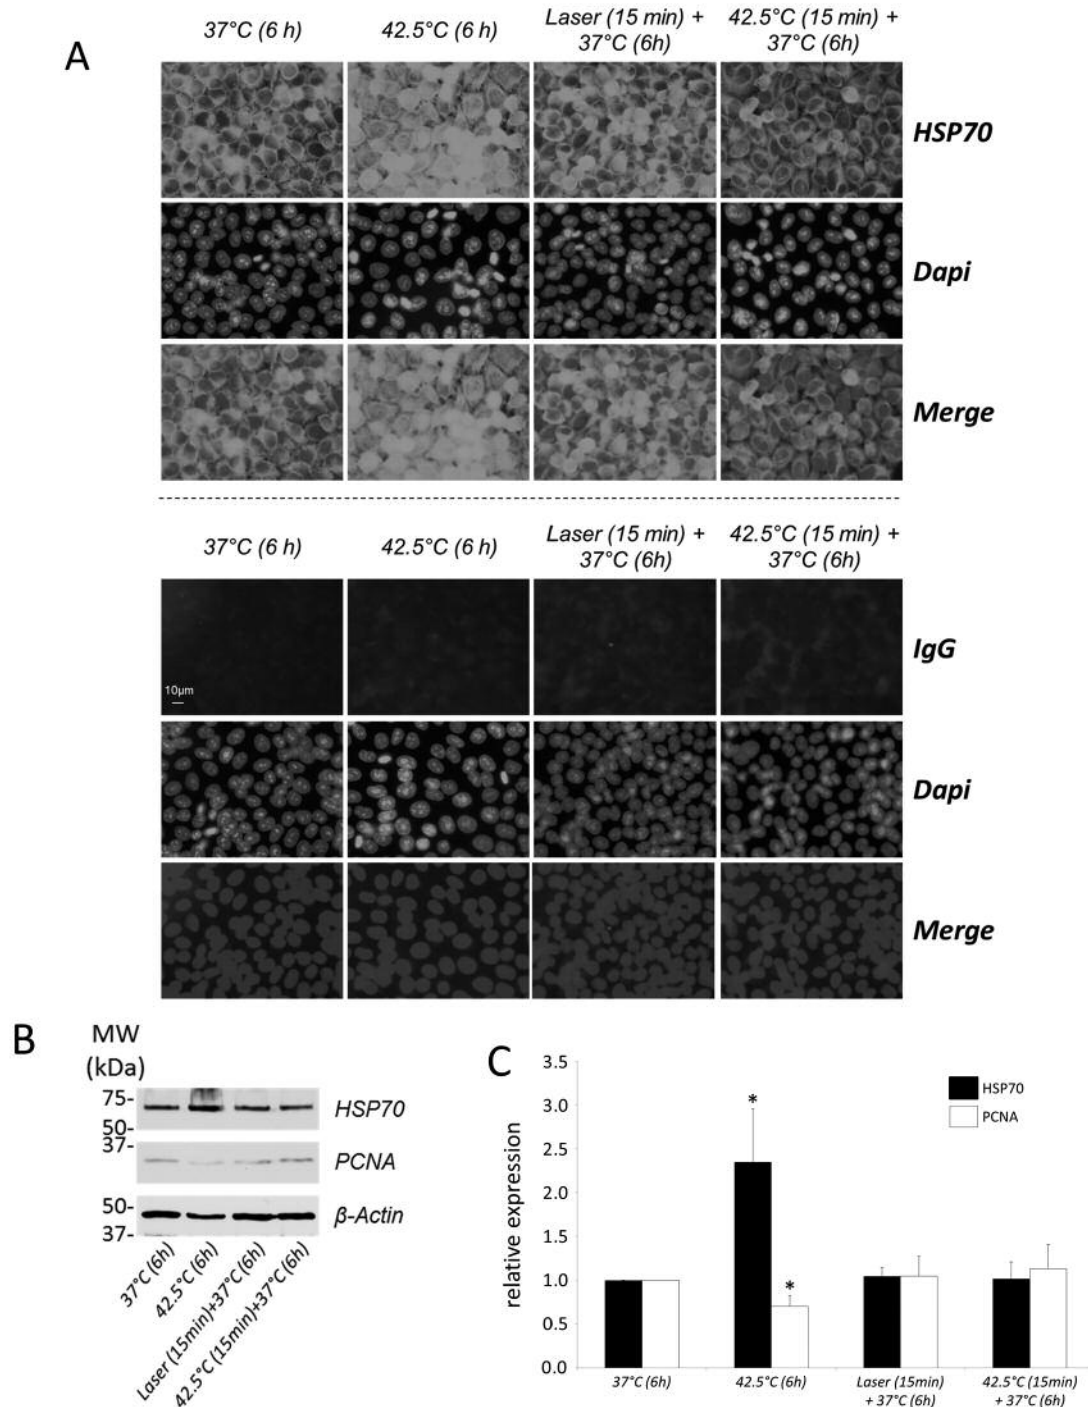 A
37°C (6 h)
42.5°C (6 h)
Laser (15 min) +
37°C (6h)
42.5°C (15 min) +
37°C (6h)
HSP70
Dapi
Merge
37°C (6 h)
42.5°C (6 h)
Laser (15 min) +
37°C (6h)
42.5°C (15 min) +
37°C (6h)
IgG
10μm
Dapi
Merge
B
MW
(kDa)
75-
50-
HSP70
37-
PCNA
50-
37-
β-Actin
37°C (6h)
42.5°C (6h)
Laser (15min)+37°C (6h)
42.5°C (15min)+37°C (6h)
C
relative expression
3.5
3.0
2.5
2.0
1.5
1.0
0.5
0.0
*
*
HSP70
PCNA
37°C (6h)
42.5°C (6h)
Laser (15min)
+ 37°C (6h)
42.5°C (15min)
+ 37°C (6h)